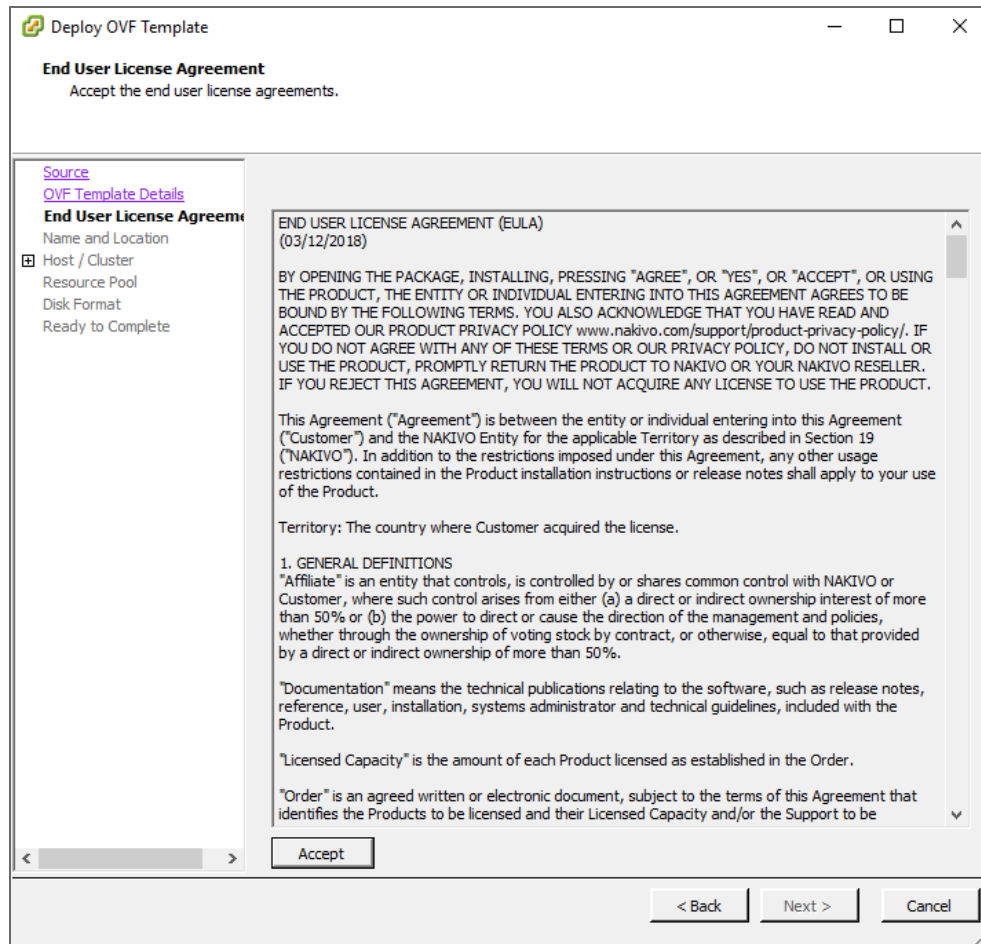 Deploy OVF Template
End User License Agreement
Accept the end user license agreements.
Source
OVF Template Details
End User License Agreeme
Name and Location
Host / Cluster
Resource Pool
Disk Format
Ready to Complete
END USER LICENSE AGREEMENT (EULA)
(03/12/2018)
BY OPENING THE PACKAGE, INSTALLING, PRESSING "AGREE", OR "YES", OR "ACCEPT", OR USING
THE PRODUCT, THE ENTITY OR INDIVIDUAL ENTERING INTO THIS AGREEMENT AGREES TO BE
BOUND BY THE FOLLOWING TERMS. YOU ALSO ACKNOWLEDGE THAT YOU HAVE READ AND
ACCEPTED OUR PRODUCT PRIVACY POLICY www.nakivo.com/support/product-privacy-policy/. IF
YOU DO NOT AGREE WITH ANY OF THESE TERMS OR OUR PRIVACY POLICY, DO NOT INSTALL OR
USE THE PRODUCT, PROMPTLY RETURN THE PRODUCT TO NAKIVO OR YOUR NAKIVO RESELLER.
IF YOU REJECT THIS AGREEMENT, YOU WILL NOT ACQUIRE ANY LICENSE TO USE THE PRODUCT.
This Agreement ("Agreement") is between the entity or individual entering into this Agreement
("Customer") and the NAKIVO Entity for the applicable Territory as described in Section 19
("NAKIVO"). In addition to the restrictions imposed under this Agreement, any other usage
restrictions contained in the Product installation instructions or release notes shall apply to your use
of the Product.
Territory: The country where Customer acquired the license.
1. GENERAL DEFINITIONS
"Affiliate" is an entity that controls, is controlled by or shares common control with NAKIVO or
Customer, where such control arises from either (a) a direct or indirect ownership interest of more
than 50% or (b) the power to direct or cause the direction of the management and policies,
whether through the ownership of voting stock by contract, or otherwise, equal to that provided
by a direct or indirect ownership of more than 50%.
"Documentation" means the technical publications relating to the software, such as release notes,
reference, user, installation, systems administrator and technical guidelines, included with the
Product.
"Licensed Capacity" is the amount of each Product licensed as established in the Order.
"Order" is an agreed written or electronic document, subject to the terms of this Agreement that
identifies the Products to be licensed and their Licensed Capacity and/or the Support to be
Accept
< Back
Next >
Cancel